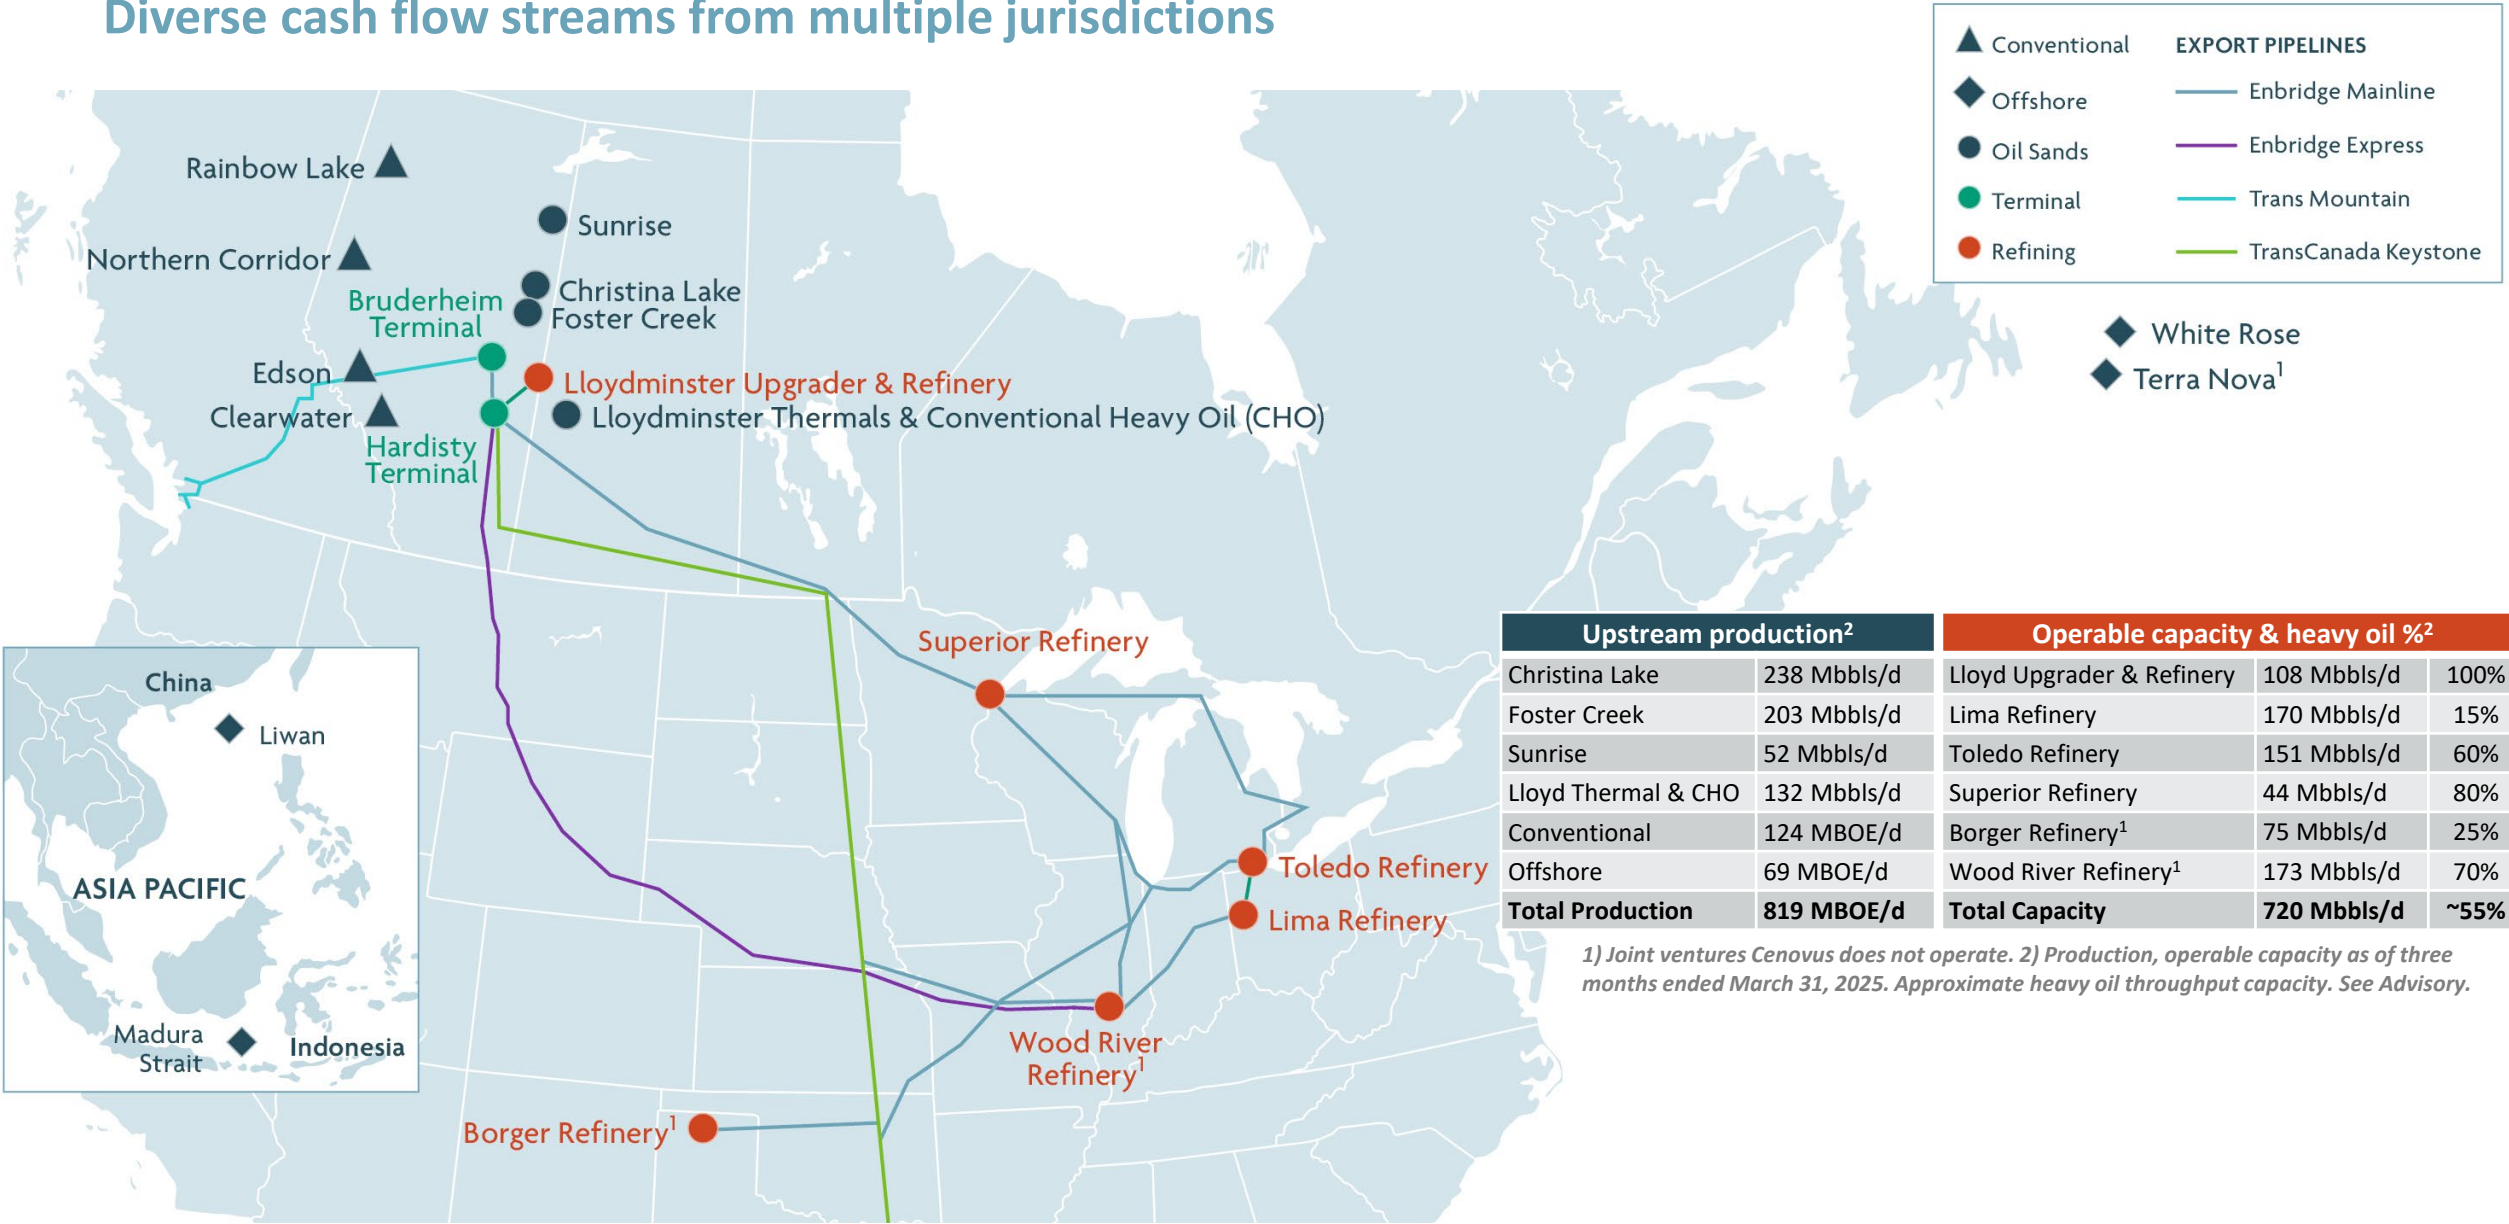 Diverse cash flow streams from multiple jurisdictions
Conventional
Offshore
Oil Sands
Terminal
Refining
EXPORT PIPELINES
Enbridge Mainline
Enbridge Express
Trans Mountain
TransCanada Keystone
Rainbow Lake
Sunrise
Northern Corridor
Christina Lake
Foster Creek
Bruderheim
Terminal
Edson
Lloydminster Upgrader & Refinery
Clearwater
Lloydminster Thermals & Conventional Heavy Oil (CHO)
Hardisty
Terminal
White Rose
Terra Nova¹
Superior Refinery
Toledo Refinery
Lima Refinery
Wood River
Refinery¹
Borger Refinery¹
China
Liwan
ASIA PACIFIC
Madura
Strait
Indonesia
Upstream production²
Christina Lake 238 Mbbls/d
Foster Creek 203 Mbbls/d
Sunrise 52 Mbbls/d
Lloyd Thermal & CHO 132 Mbbls/d
Conventional 124 MBOE/d
Offshore 69 MBOE/d
Total Production 819 MBOE/d
Operable capacity & heavy oil %²
Lloyd Upgrader & Refinery 108 Mbbls/d 100%
Lima Refinery 170 Mbbls/d 15%
Toledo Refinery 151 Mbbls/d 60%
Superior Refinery 44 Mbbls/d 80%
Borger Refinery¹ 75 Mbbls/d 25%
Wood River Refinery¹ 173 Mbbls/d 70%
Total Capacity 720 Mbbls/d ~55%
1) Joint ventures Cenovus does not operate. 2) Production, operable capacity as of three
months ended March 31, 2025. Approximate heavy oil throughput capacity. See Advisory.